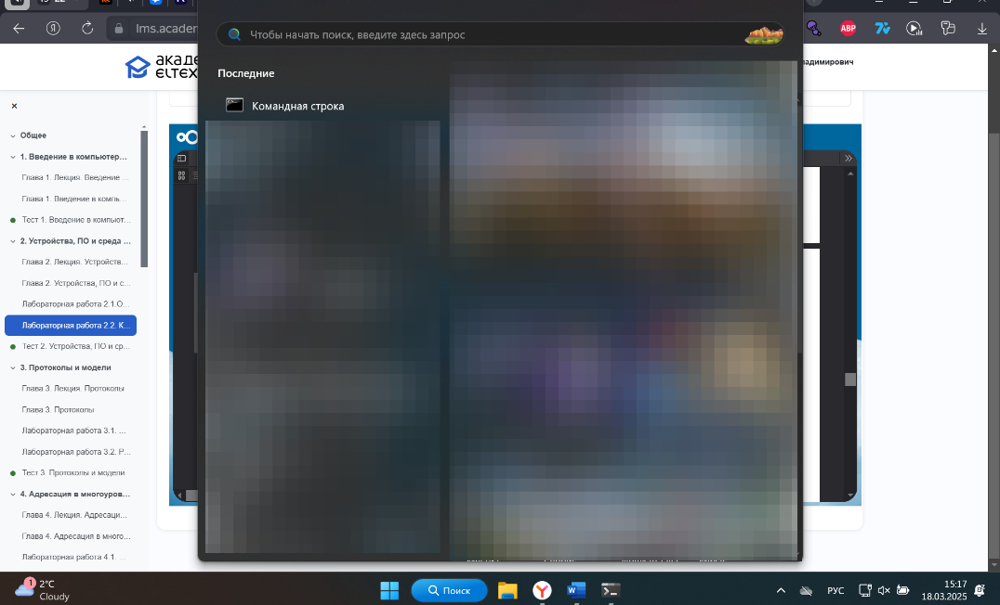 lms.academ
ABP
Чтобы начать поиск, введите здесь запрос
АКАДЕ
ELTEX
адимирович
Последние
Командная строка
Общее
1. Введение в компьютер...
Глава 1. Лекция. Введение ...
Глава 1. Введение в компь...
Тест 1. Введение в компьют...
2. Устройства, ПО и среда ...
Глава 2. Лекция. Устройств...
Глава 2. Устройства, ПО и с...
Лабораторная работа 2.1.О...
Лабораторная работа 2.2. К...
Тест 2. Устройства, ПО и ср...
3. Протоколы и модели
Глава 3. Лекция. Протоколы
Глава 3. Протоколы
Лабораторная работа 3.1. ...
Лабораторная работа 3.2. Р...
Тест 3. Протоколы и модели
4. Адресация в многоуров...
Глава 4. Лекция. Адресаци...
Глава 4. Адресация в много...
Лабораторная работа 4.1. ...
1
2°C
Cloudy
Поиск
РУС
15:17
18.03.2025